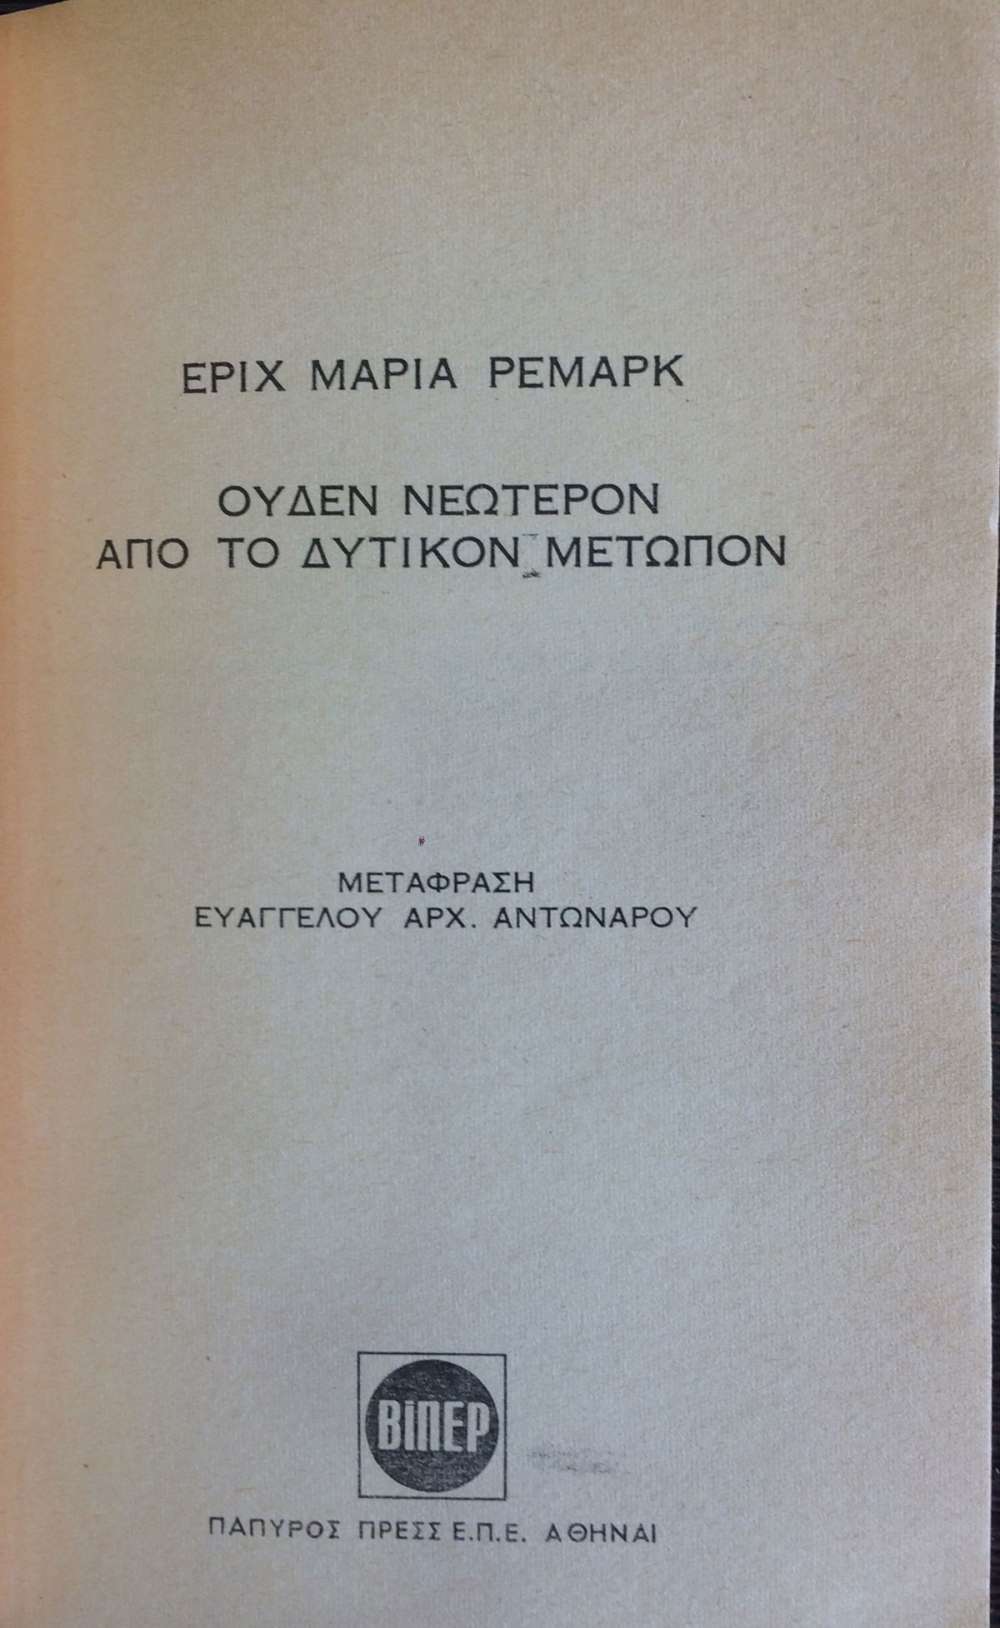 ΕΡΙΧ ΜΑΡΙΑ ΡΕΜΑΡΚ
ΟΥΔΕΝ ΝΕΩΤΕΡΟΝ
ΑΠΟ ΤΟ ΔΥΤΙΚΟΝ ΜΕΤΩΠΟΝ
ΜΕΤΑΦΡΑΣΗ
ΕΥΑΓΓΕΛΟΥ ΑΡΧ. ΑΝΤΩΝΑΡΟΥ
ΒΙΠΕΡ
ΠΑΠΥΡΟΣ ΠΡΕΣΣ Ε.Π.Ε. ΑΘΗΝΑΙ